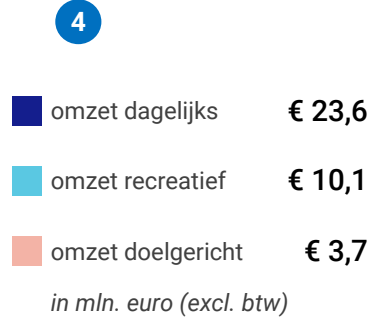 4
omzet dagelijks € 23,6
omzet recreatief € 10,1
omzet doelgericht € 3,7
in mln. euro (excl. btw)